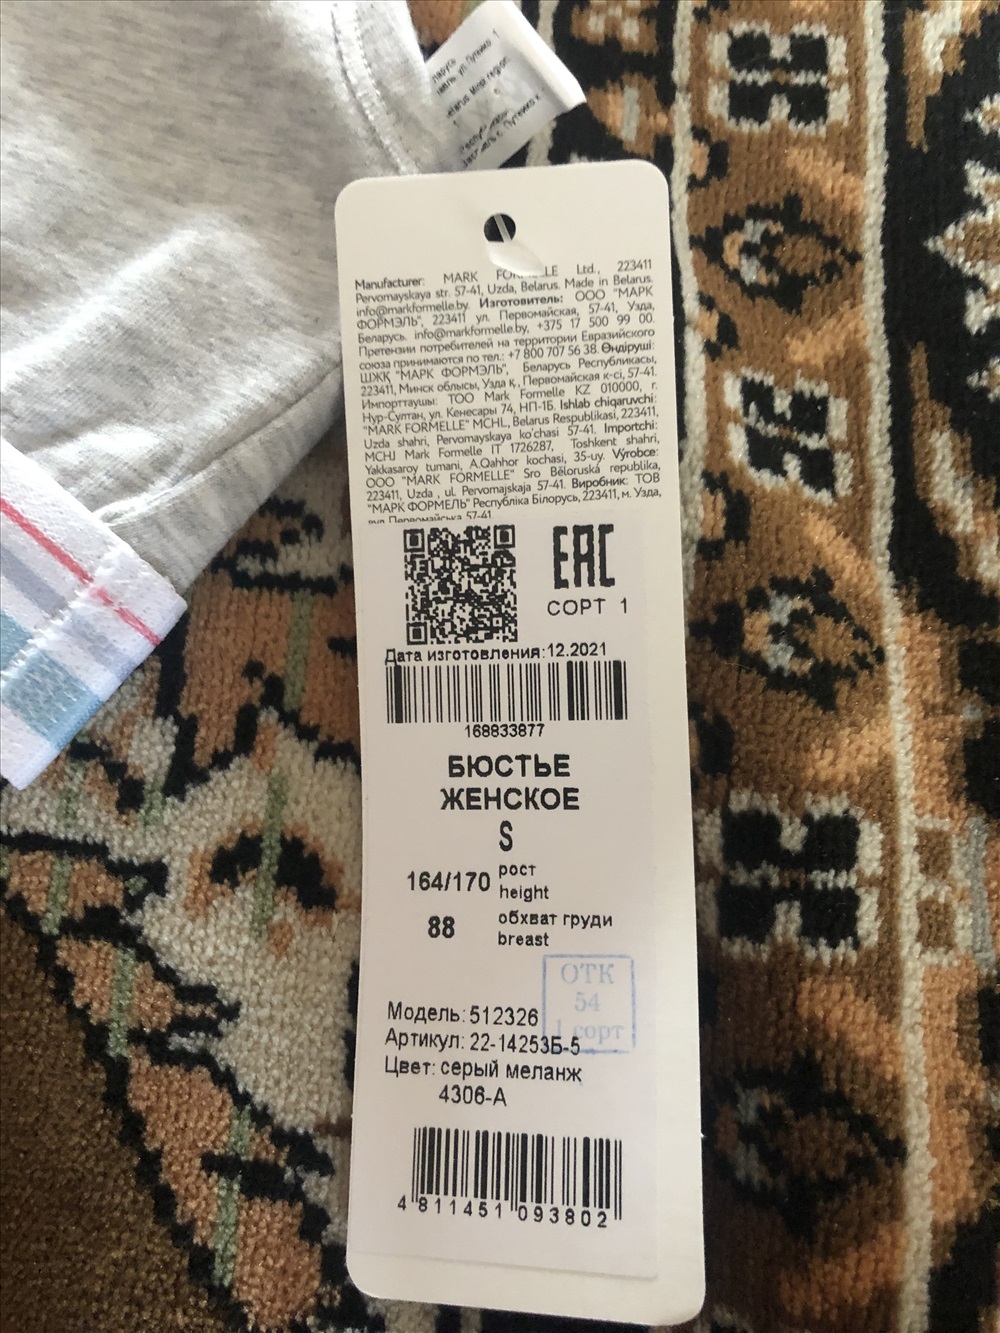 Manufacturer: MARK Ltd., 223411
Pervomayskaya str. 57-41, Uzda, Belarus. Made in Belarus.
info@markformelle.by. Изготовитель: ООО "МАРК
ФОРМЭЛЬ", 223411 ул. Первомайская, 57-41, Узда,
Беларусь. info@markformelle.by, +375 17 500 99 00.
Претензии потребителей на территории Евразийского
союза принимаются по тел.: +7 800 707 56 38. Өндіруші:
ШЖҚ "МАРК ФОРМЭЛЬ", Беларусь Республикасы,
223411, Минск облысы, Узда қ., Первомайская к-сі, 57-41.
Импорттаушы: ТОО Mark Formelle KZ 010000, г.
Нур-Султан, ул. Кенесары 74, НП-1Б. Ishlab chiqaruvchi:
"MARK FORMELLE" MCHL, Belarus Respublikasi, 223411,
Uzda shahri, Pervomayskaya ko'chasi 57-41. Importchi:
MCHJ Mark Formelle IT 1726287, Toshkent shahri,
Yakkasaroy tumani, A.Qahhor kochasi, 35-uy. Výrobce:
OOO "MARK FORMELLE" Sro Běloruská republika,
223411, Uzda , ul. Pervomajskaja 57-41. Виробник: ТОВ
"МАРК ФОРМЕЛЬ" Республіка Білорусь, 223411, м. Узда,
вул Первомайська 57-41
ЕАС
СОРТ 1
Дата изготовления:12.2021
168833877
БЮСТЬЕ
ЖЕНСКОЕ
S
164/170 рост
height
88 обхват груди
breast
ОТК
54
1 сорт
Модель: 512326
Артикул: 22-14253Б-5
Цвет: серый меланж
4306-А
4 811451 093802